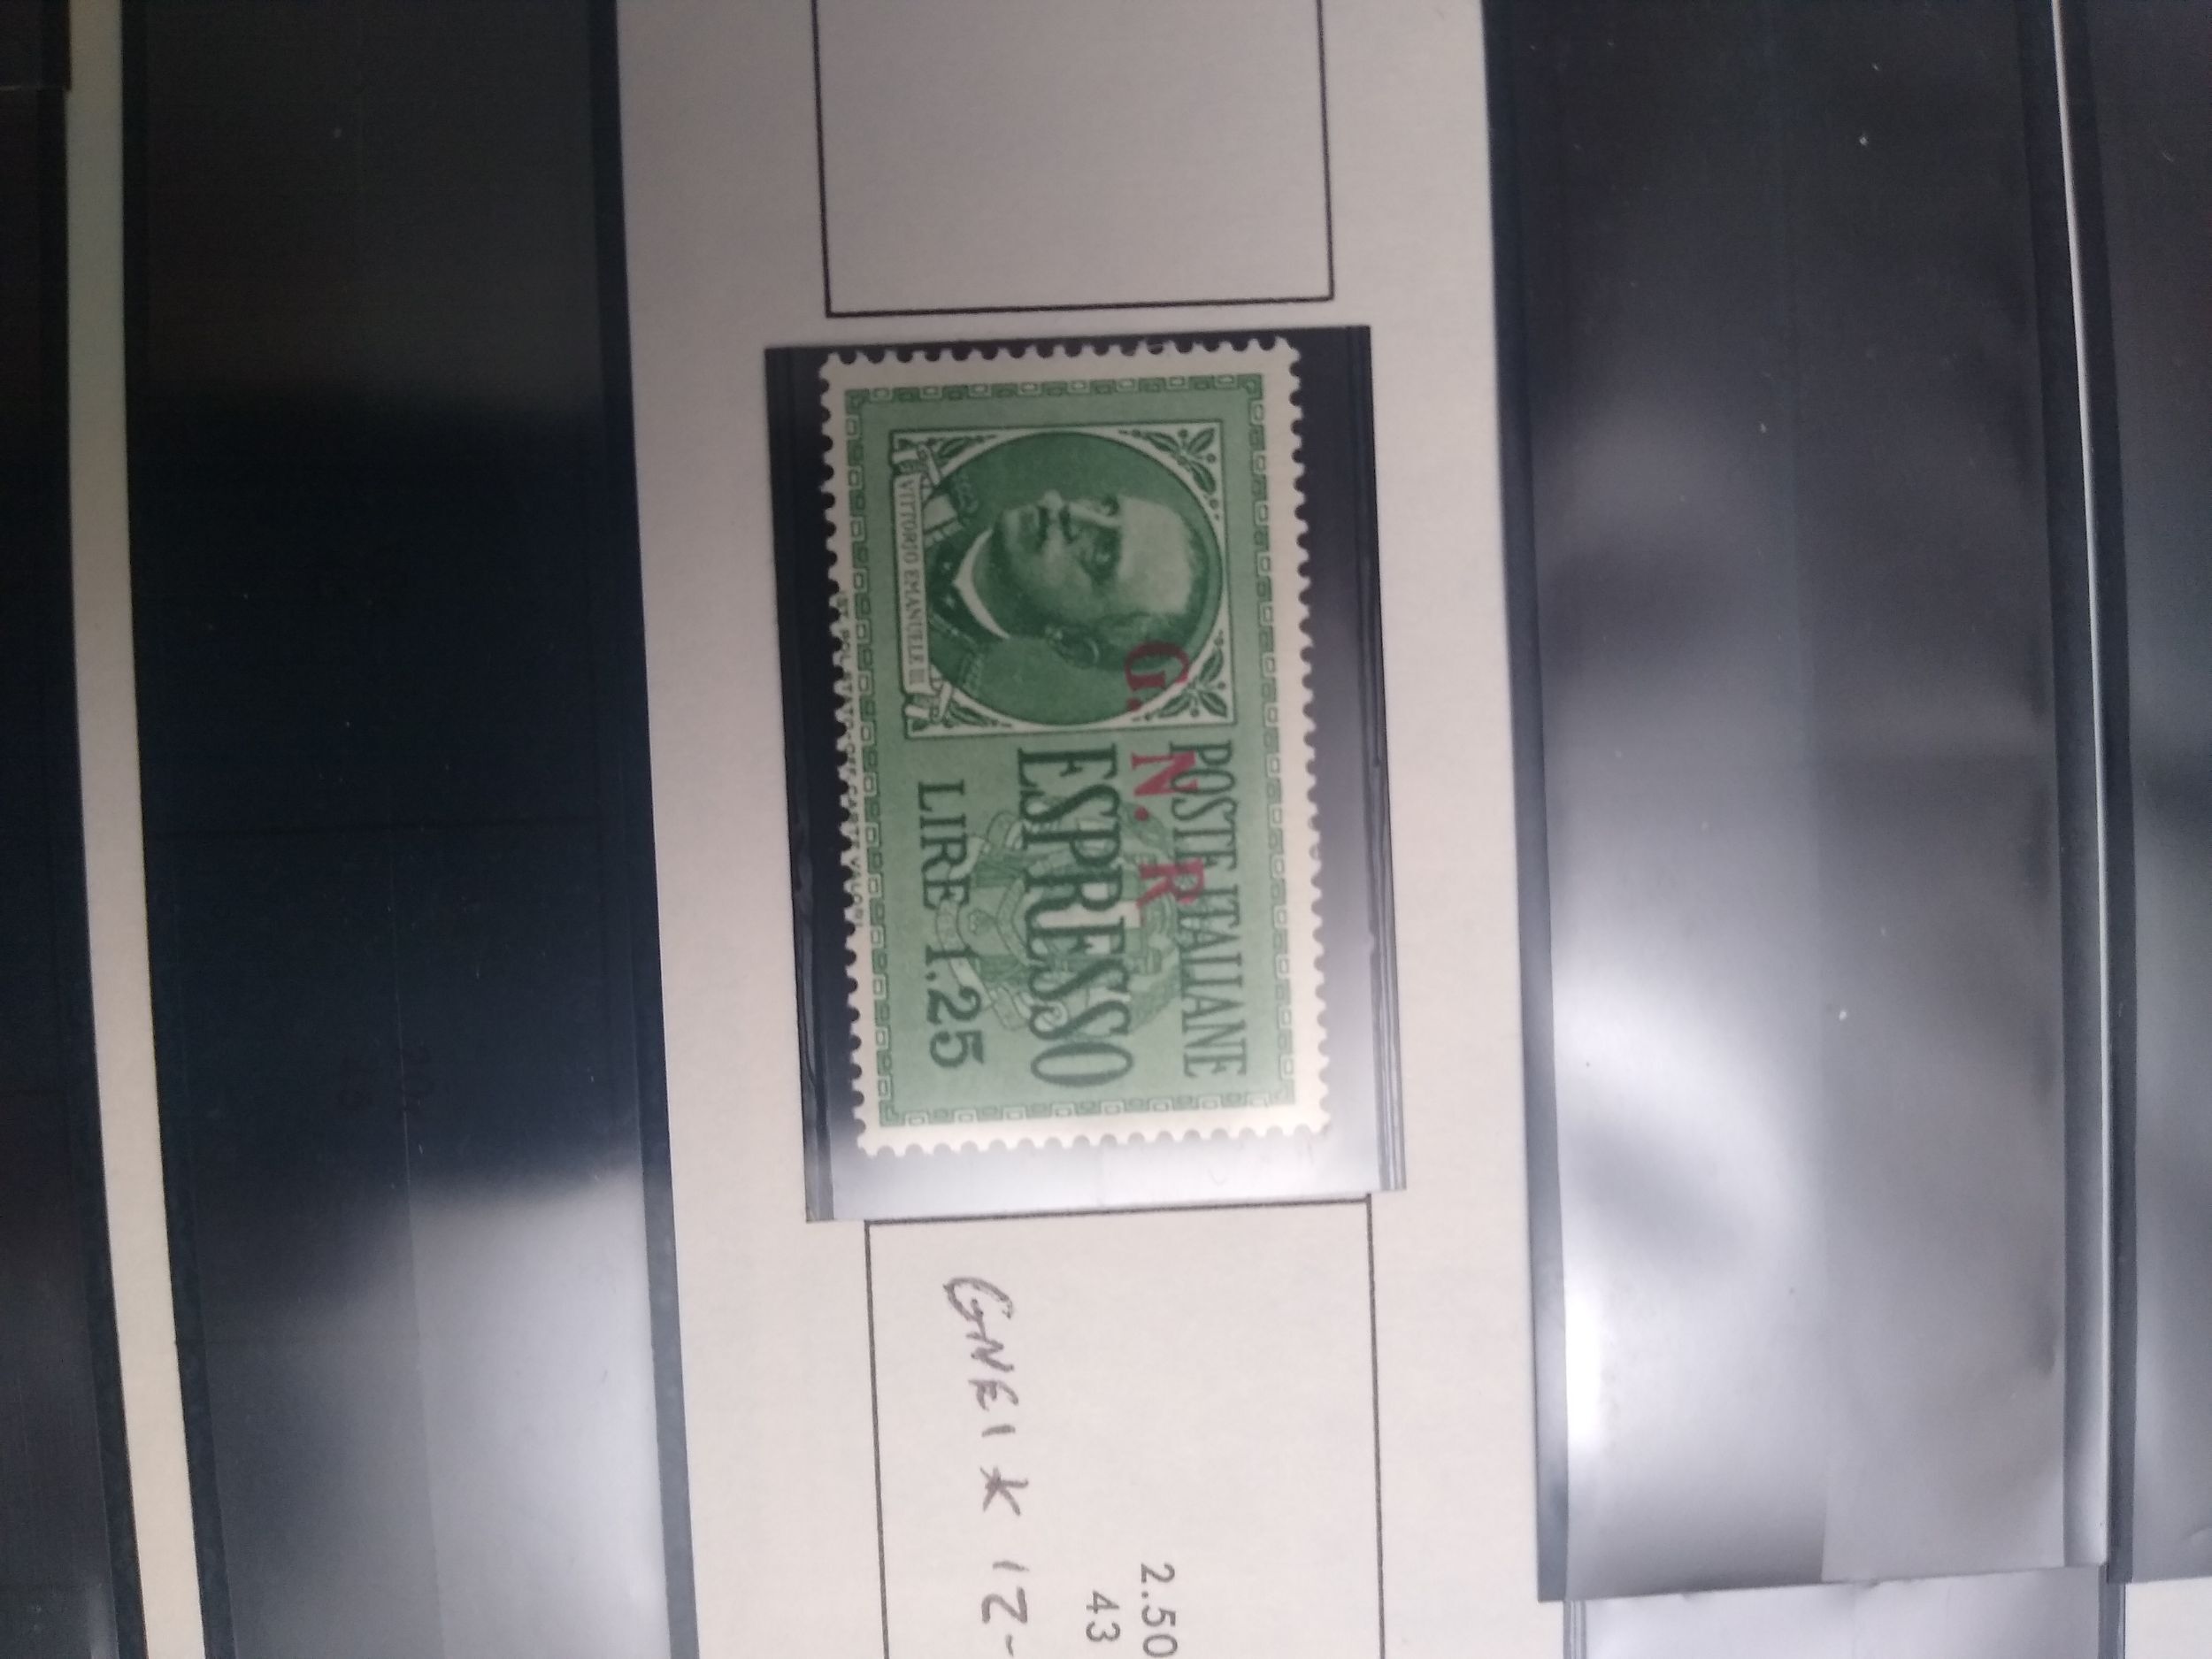 G. N. R
POSTE ITALIANE
ESPRESSO
LIRE 1.25
VITTORIO EMANUELE III
2.50
43
GNE1 * 12-